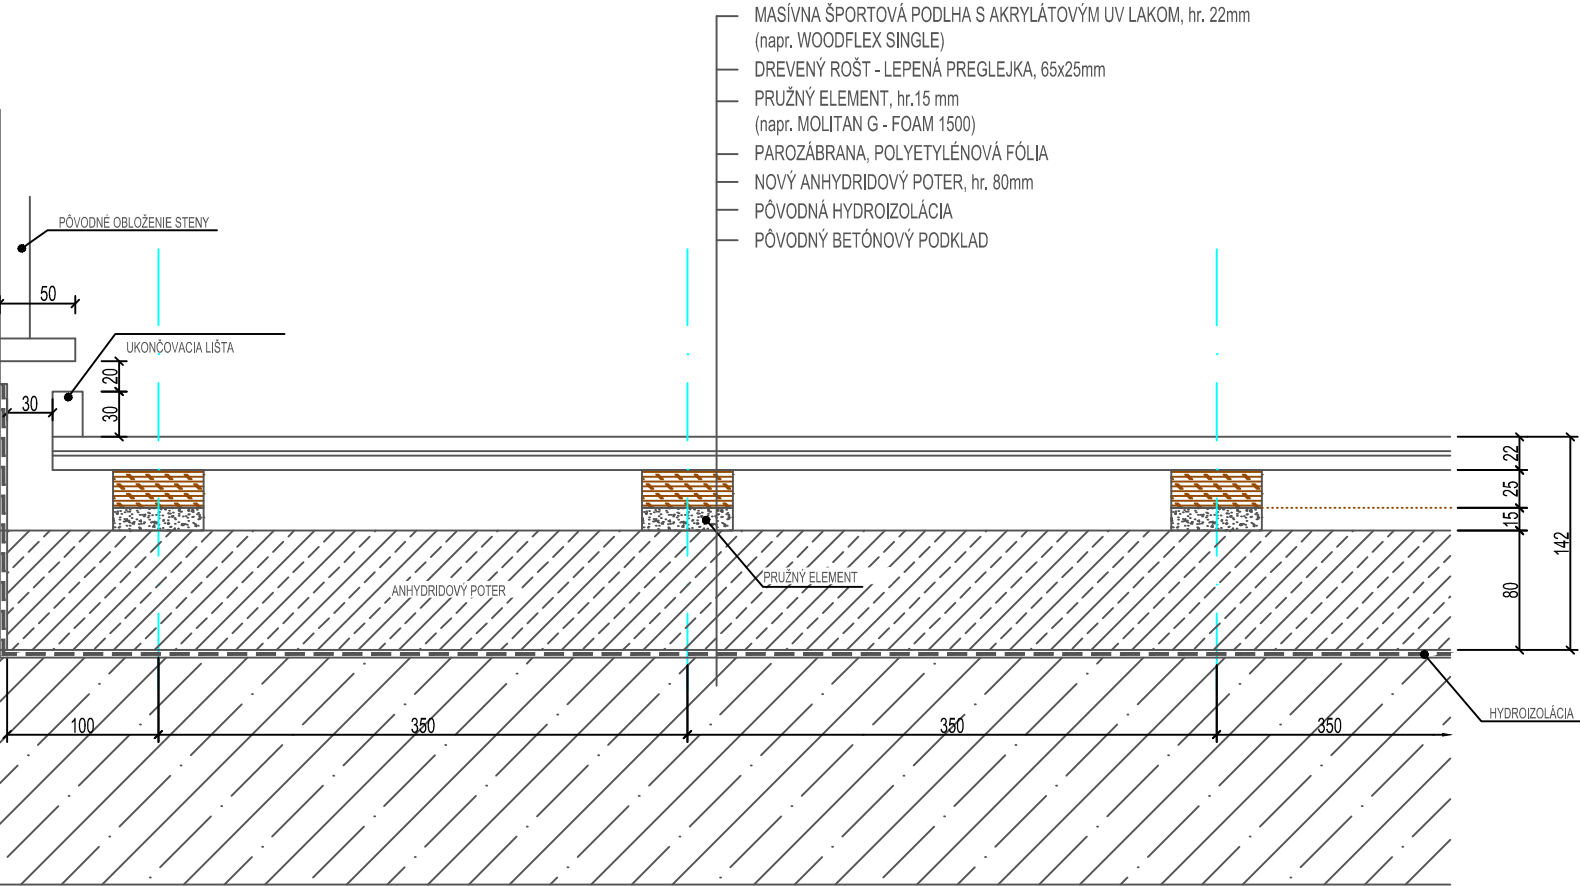 MASÍVNA ŠPORTOVÁ PODLHA S AKRYLÁTOVÝM UV LAKOM, hr. 22mm
(napr. WOODFLEX SINGLE)
DREVENÝ ROŠT - LEPENÁ PREGLEJKA, 65x25mm
PRUŽNÝ ELEMENT, hr.15 mm
(napr. MOLITAN G - FOAM 1500)
PAROZÁBRANA, POLYETYLÉNOVÁ FÓLIA
NOVÝ ANHYDRIDOVÝ POTER, hr. 80mm
PÔVODNÁ HYDROIZOLÁCIA
PÔVODNÝ BETÓNOVÝ PODKLAD
PÔVODNÉ OBLOŽENIE STENY
50
UKONČOVACIA LIŠTA
20
30
30
22
25
15
142
80
PRUŽNÝ ELEMENT
ANHYDRIDOVÝ POTER
HYDROIZOLÁCIA
100
350
350
350